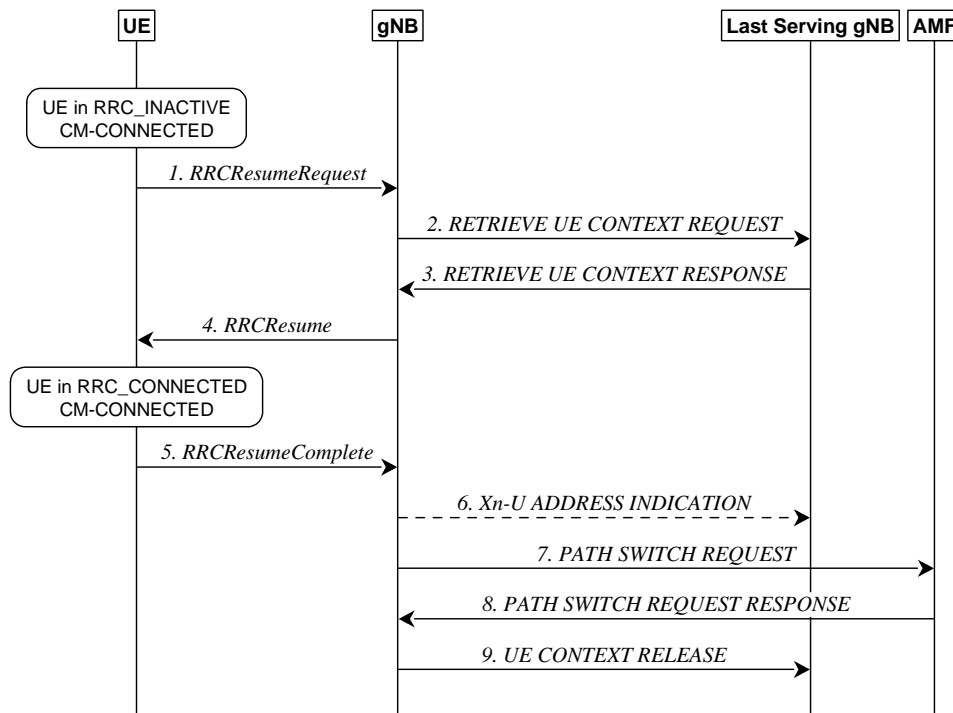 UE gNB Last Serving gNB AMF
UE in RRC_INACTIVE
CM-CONNECTED
1. RRCResumeRequest
2. RETRIEVE UE CONTEXT REQUEST
3. RETRIEVE UE CONTEXT RESPONSE
4. RRCResume
UE in RRC_CONNECTED
CM-CONNECTED
5. RRCResumeComplete
6. Xn-U ADDRESS INDICATION
7. PATH SWITCH REQUEST
8. PATH SWITCH REQUEST RESPONSE
9. UE CONTEXT RELEASE